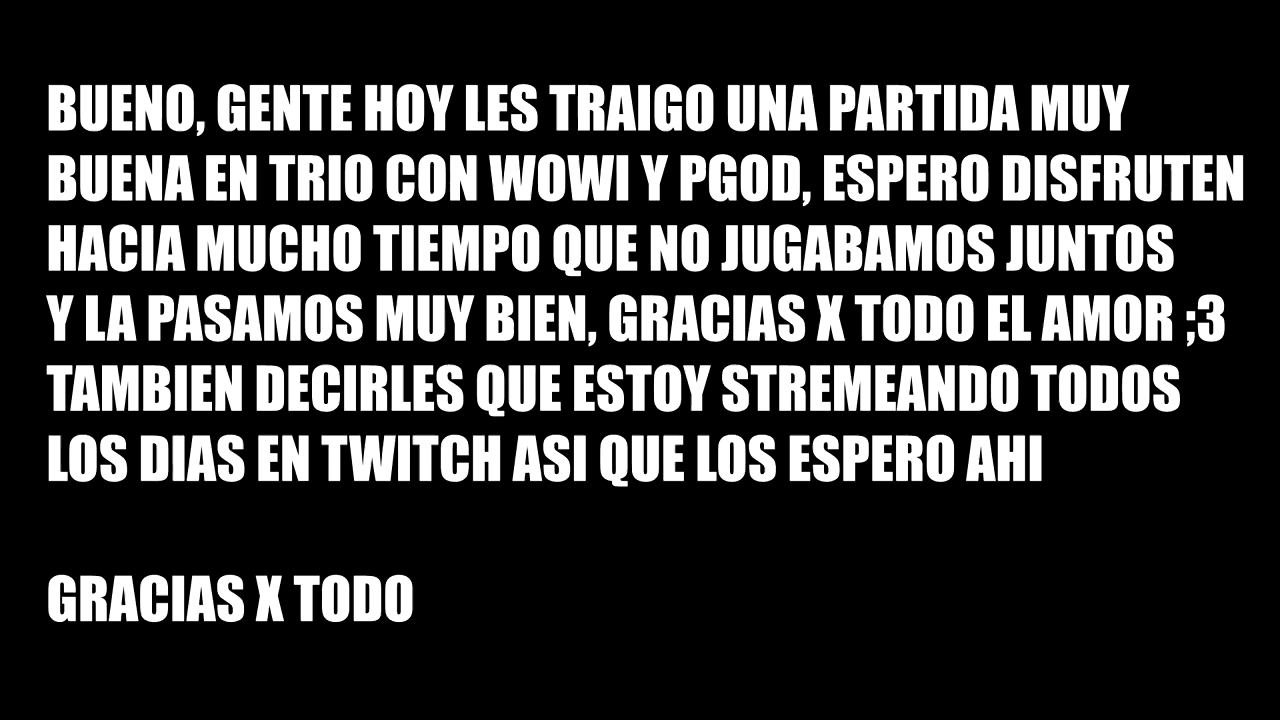 BUENO, GENTE HOY LES TRAIGO UNA PARTIDA MUY
BUENA EN TRIO CON WOWI Y PGOD, ESPERO DISFRUTEN
HACIA MUCHO TIEMPO QUE NO JUGABAMOS JUNTOS
Y LA PASAMOS MUY BIEN, GRACIAS X TODO EL AMOR ;3
TAMBIEN DECIRLES QUE ESTOY STREMEANDO TODOS
LOS DIAS EN TWITCH ASI QUE LOS ESPERO AHI
GRACIAS X TODO